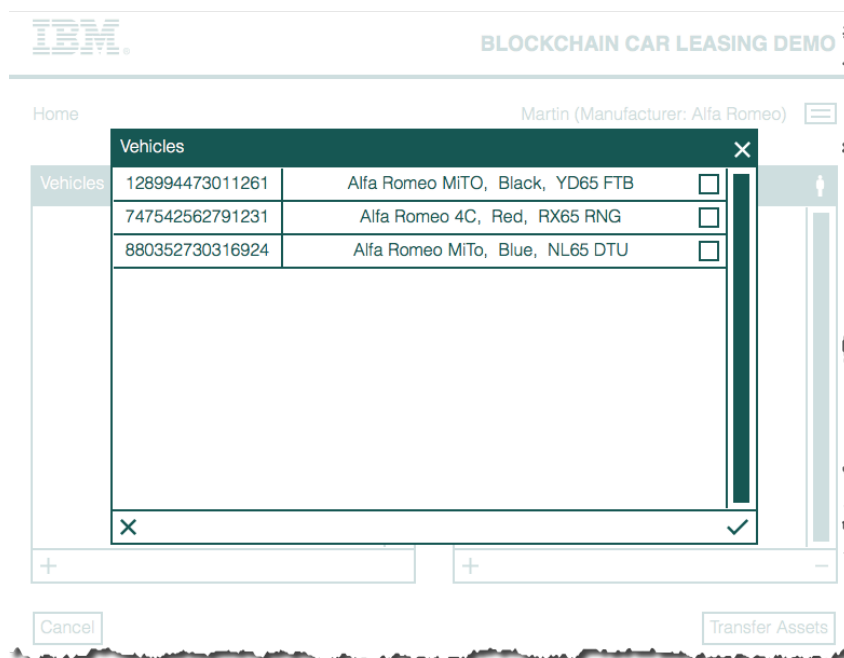 IBM.
BLOCKCHAIN CAR LEASING DEMO
Home
Martin (Manufacturer: Alfa Romeo)
Vehicles
Vehicles
128994473011261 Alfa Romeo MiTO, Black, YD65 FTB
747542562791231 Alfa Romeo 4C, Red, RX65 RNG
880352730316924 Alfa Romeo MiTo, Blue, NL65 DTU
Cancel
Transfer Assets